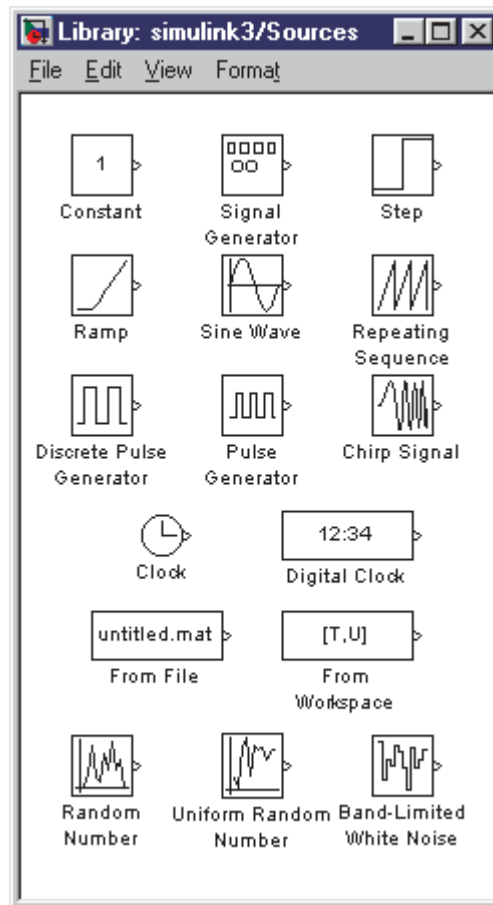 Library: simulink3/Sources
File Edit View Format
1
Constant
Signal
Generator
Step
Ramp
Sine Wave
Repeating
Sequence
Discrete Pulse
Generator
Pulse
Generator
Chirp Signal
Clock
12:34
Digital Clock
untitled.mat
From File
[T,U]
From
Workspace
Random
Number
Uniform Random
Number
Band-Limited
White Noise